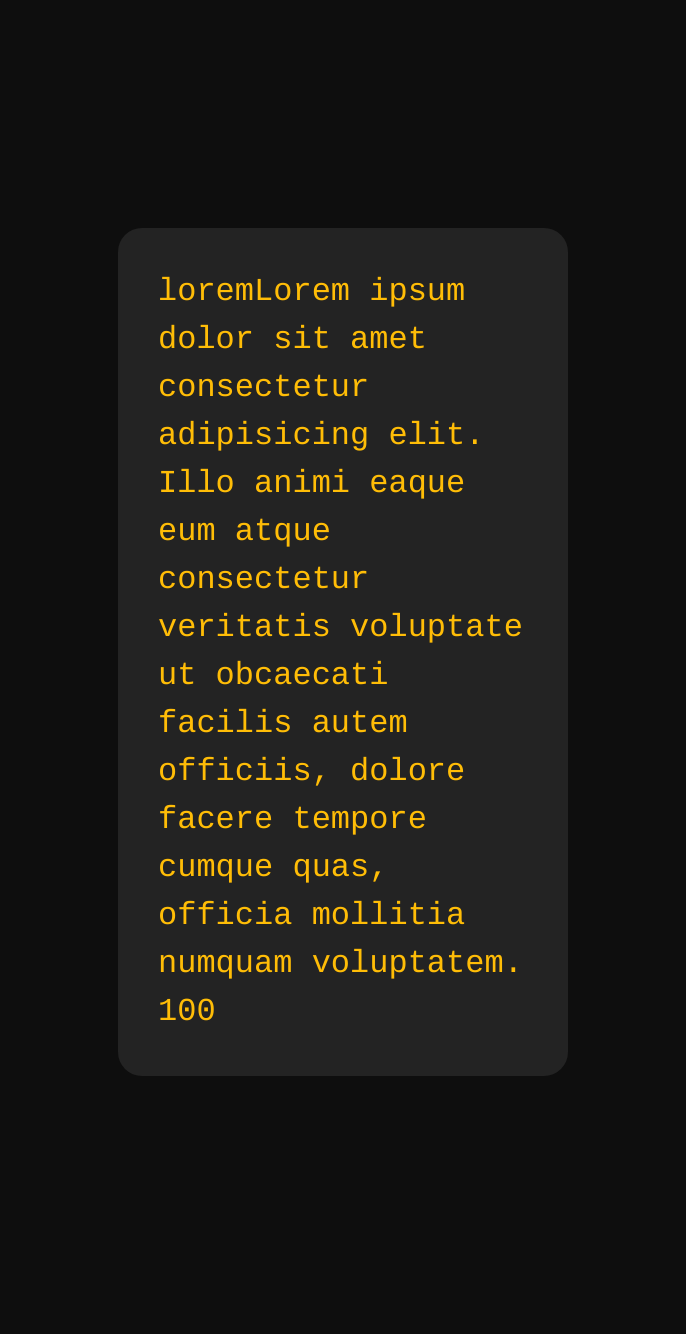 loremLorem ipsum
dolor sit amet
consectetur
adipisicing elit.
Illo animi eaque
eum atque
consectetur
veritatis voluptate
ut obcaecati
facilis autem
officiis, dolore
facere tempore
cumque quas,
officia mollitia
numquam voluptatem.
100